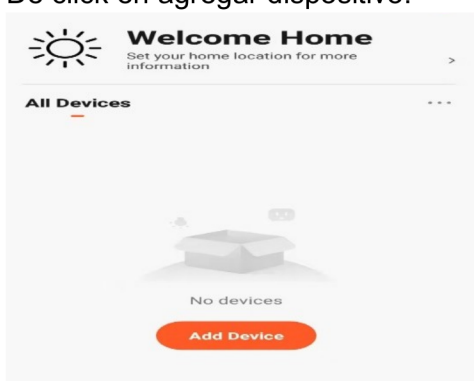 De click en agregar dispositivo.
Welcome Home
Set your home location for more
information
>
All Devices
...
No devices
Add Device